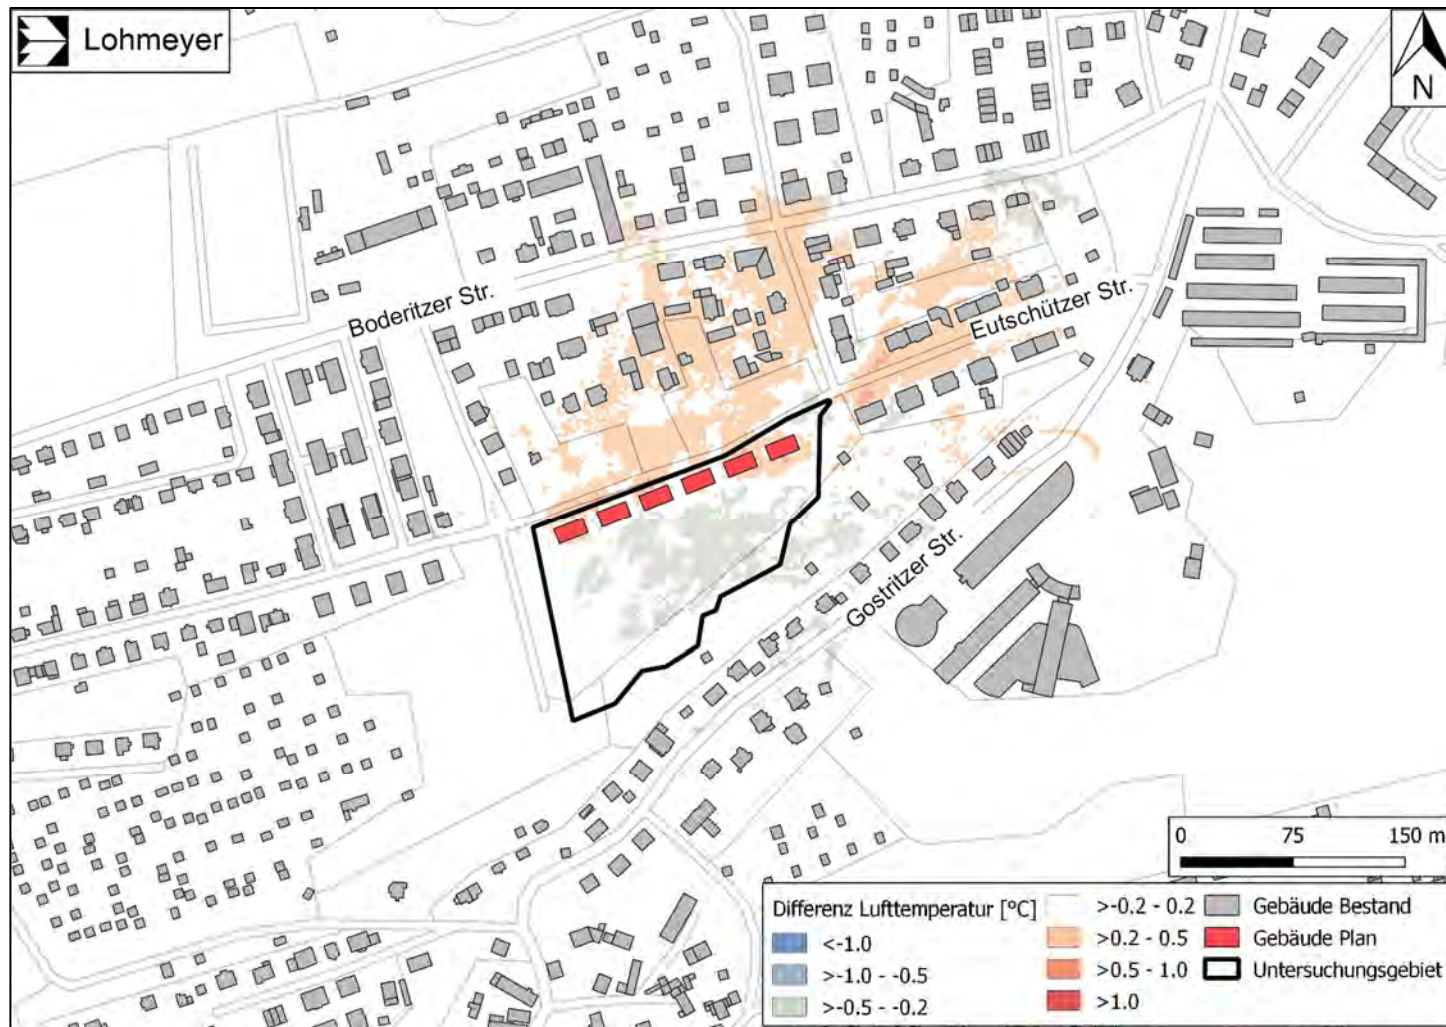 Lohmeyer
N
Boderitzer Str.
Eutschützer Str.
Gostritzer Str.
0 75 150 m
Differenz Lufttemperatur [°C]
<-1.0
>-1.0 - -0.5
>-0.5 - -0.2
>-0.2 - 0.2
>0.2 - 0.5
>0.5 - 1.0
>1.0
Gebäude Bestand
Gebäude Plan
Untersuchungsgebiet